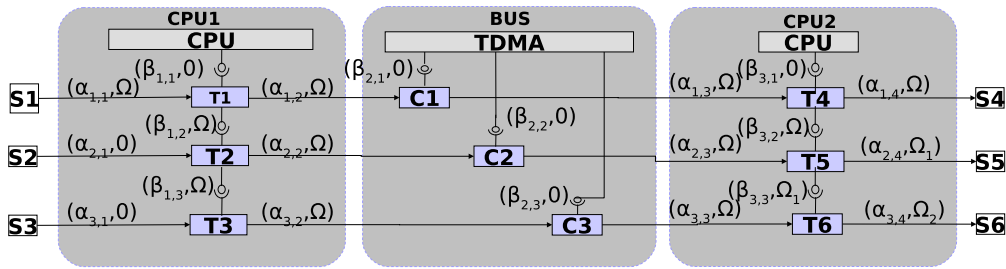 CPU1
BUS
CPU2
CPU
TDMA
CPU
(β1,1,0)
(β2,1,0)
(β3,1,0)
S1
(α1,1,Ω)
T1
(α1,2,Ω)
C1
(α1,3,Ω)
T4
(α1,4,Ω)
S4
(β1,2,Ω)
(β2,2,0)
(β3,2,Ω)
S2
(α2,1,0)
T2
(α2,2,Ω)
C2
(α2,3,Ω)
T5
(α2,4,Ω1)
S5
(β1,3,Ω)
(β2,3,0)
(β3,3,Ω1)
S3
(α3,1,0)
T3
(α3,2,Ω)
C3
(α3,3,Ω)
T6
(α3,4,Ω2)
S6